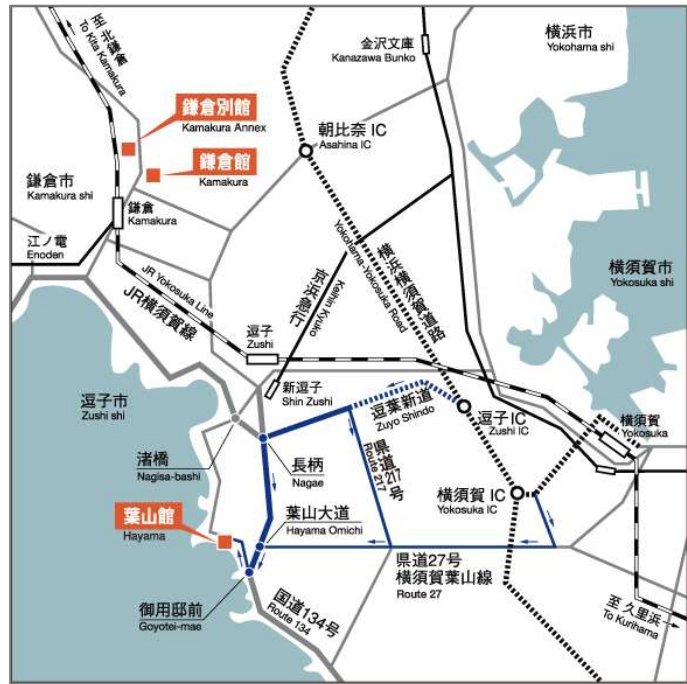 至 北鎌倉
To Kita Kamakura
金沢文庫
Kanazawa Bunko
横浜市
Yokohama shi
鎌倉別館
Kamakura Annex
朝比奈 IC
Asahina IC
鎌倉館
Kamakura
鎌倉市
Kamakura shi
鎌倉
Kamakura
江ノ電
Enoden
JR Yokosuka Line
JR横須賀線
京浜急行
Keihin Kyuko
Yokohama-Yokosuka Road
横浜横須賀道路
横須賀市
Yokosuka shi
逗子
Zushi
新逗子
Shin Zushi
逗子市
Zushi shi
逗葉新道
Zuyo Shindo
逗子 IC
Zushi IC
横須賀
Yokosuka
渚橋
Nagisa-bashi
長柄
Nagae
県道217号
Route 217
横須賀 IC
Yokosuka IC
葉山館
Hayama
葉山大道
Hayama Omichi
県道27号
横須賀葉山線
Route 27
御用邸前
Goyotei-mae
国道134号
Route 134
至 久里浜
To Kurihama